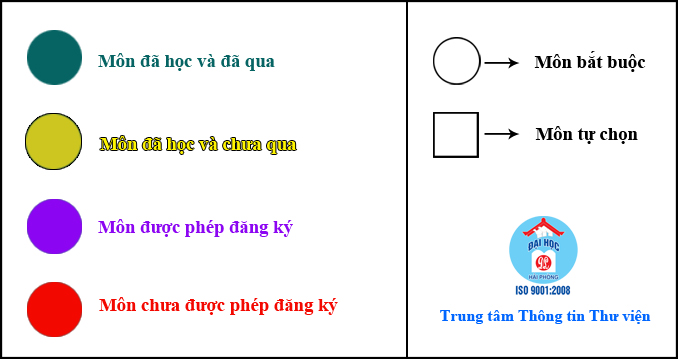 Môn đã học và đã qua
Môn đã học và chưa qua
Môn được phép đăng ký
Môn chưa được phép đăng ký
Môn bắt buộc
Môn tự chọn
ĐẠI HỌC
HẢI PHÒNG
ISO 9001:2008
Trung tâm Thông tin Thư viện